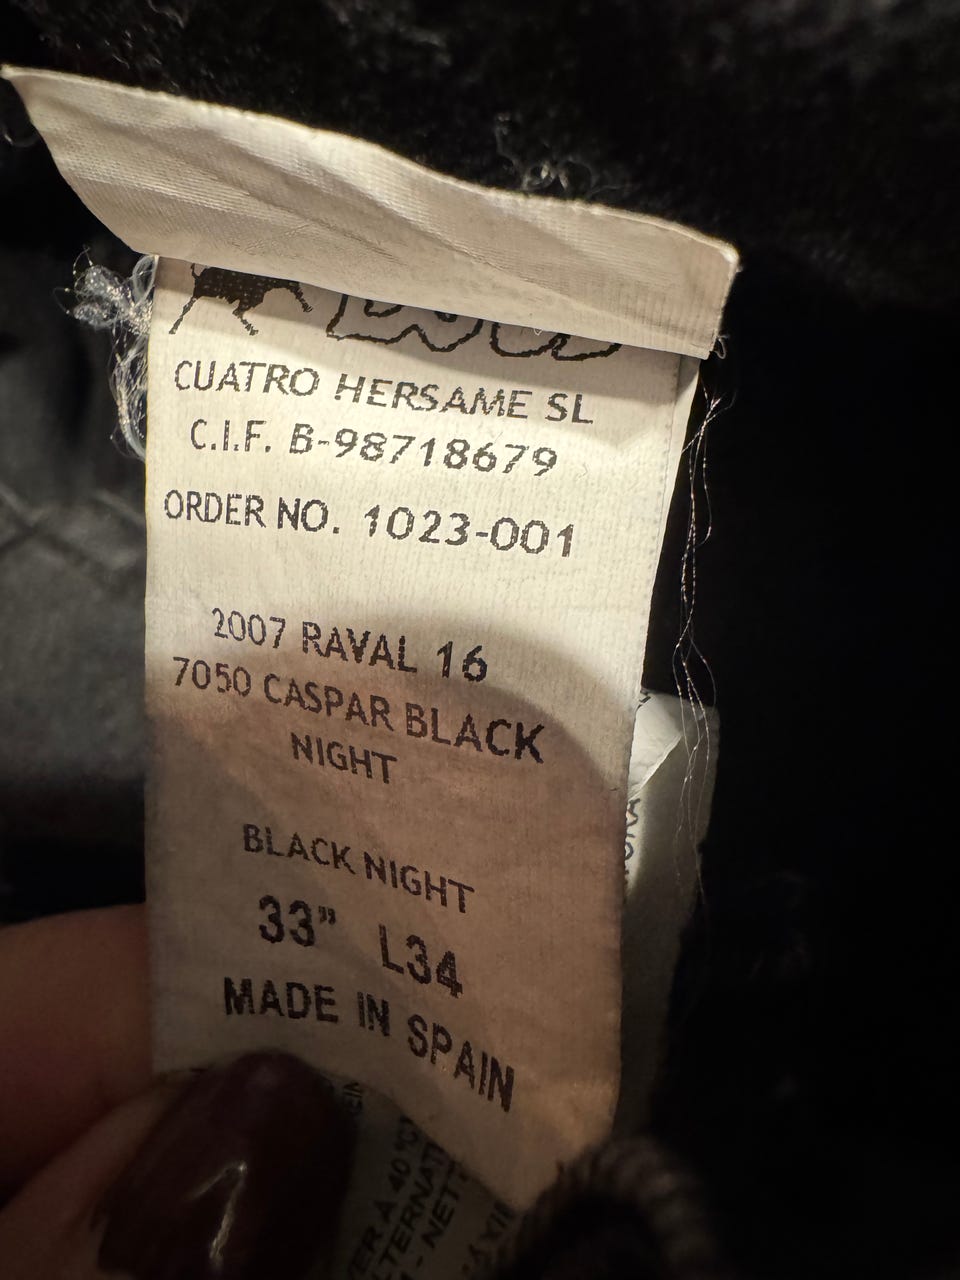 CUATRO HERSAME SL
C.I.F. B-98718679
ORDER NO. 1023-001
2007 RAVAL 16
7050 CASPAR BLACK
NIGHT
BLACK NIGHT
33” L34
MADE IN SPAIN